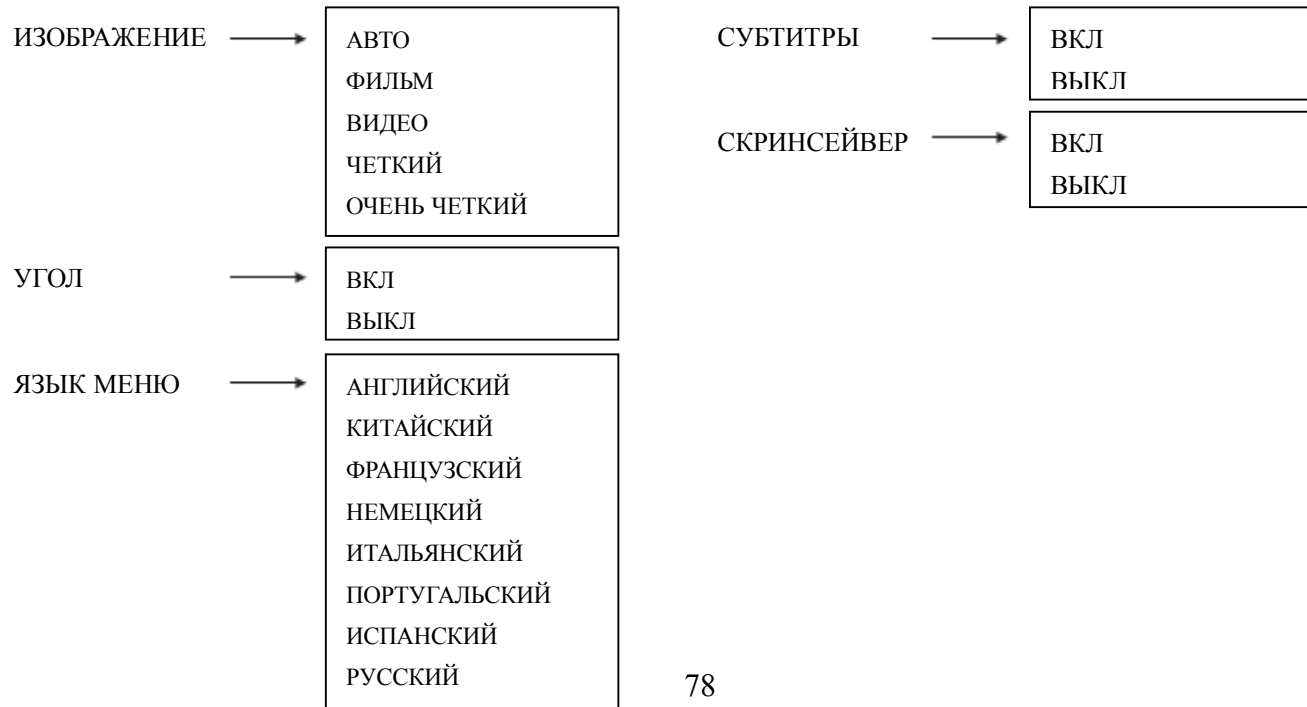 ИЗОБРАЖЕНИЕ
АВТО
ФИЛЬМ
ВИДЕО
ЧЕТКИЙ
ОЧЕНЬ ЧЕТКИЙ
УГОЛ
ВКЛ
ВЫКЛ
ЯЗЫК МЕНЮ
АНГЛИЙСКИЙ
КИТАЙСКИЙ
ФРАНЦУЗСКИЙ
НЕМЕЦКИЙ
ИТАЛЬЯНСКИЙ
ПОРТУГАЛЬСКИЙ
ИСПАНСКИЙ
РУССКИЙ
СУБТИТРЫ
ВКЛ
ВЫКЛ
СКРИНСЕЙВЕР
ВКЛ
ВЫКЛ
78